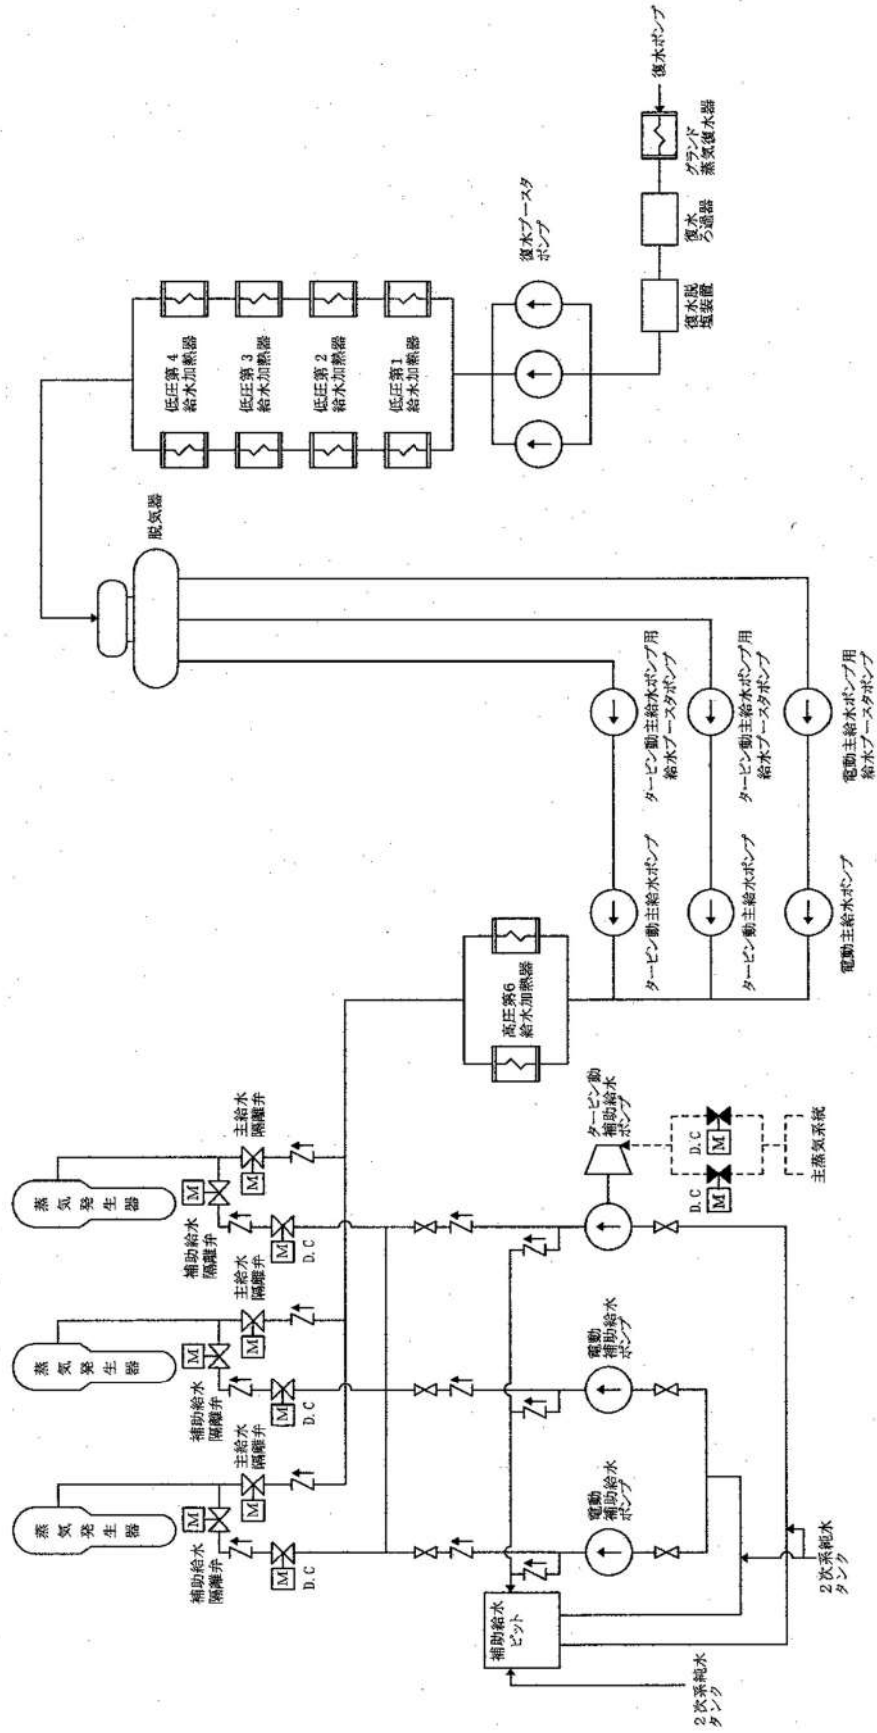 蒸気発生器
蒸気発生器
蒸気発生器
補助給水
隔離弁
主給水
隔離弁
補助給水
隔離弁
主給水
隔離弁
補助給水
隔離弁
主給水
隔離弁
M
M
M
M
M
M
M
D.C
M
D.C
M
D.C
脱気器
低圧第4
給水加熱器
低圧第3
給水加熱器
低圧第2
給水加熱器
低圧第1
給水加熱器
復水ブースタ
ポンプ
復水脱
塩装置
復水
ろ過器
グランド
蒸気復水器
復水ポンプ
高圧第6
給水加熱器
タービン動主給水ポンプ
タービン動主給水ポンプ用
給水ブースタポンプ
タービン動主給水ポンプ
タービン動主給水ポンプ用
給水ブースタポンプ
電動主給水ポンプ
電動主給水ポンプ用
給水ブースタポンプ
補助給水
ピット
電動
補助給水
ポンプ
電動
補助給水
ポンプ
タービン動
補助給水
ポンプ
D.C
M
D.C
M
主蒸気系統
2次系純水
タンク
2次系純水
タンク